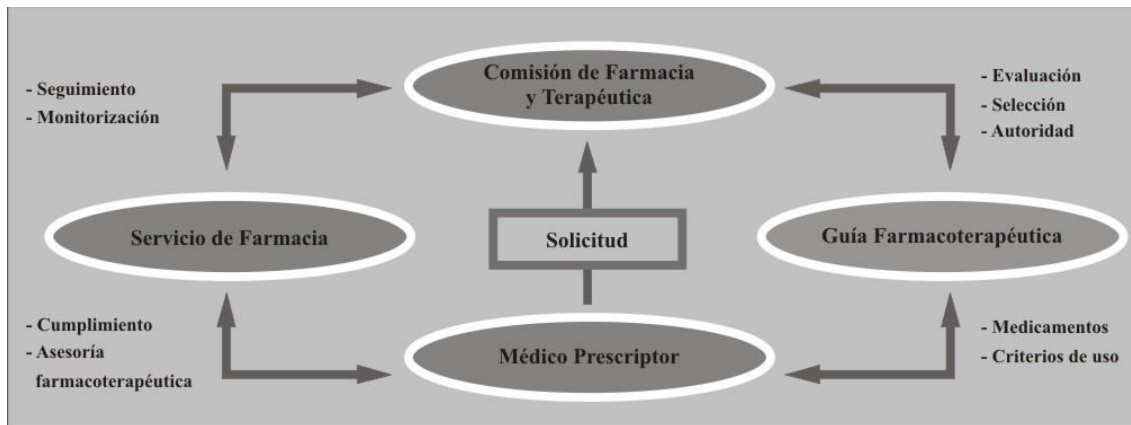 Comisión de Farmacia
y Terapéutica
- Seguimiento
- Monitorización
- Evaluación
- Selección
- Autoridad
Servicio de Farmacia
Solicitud
Guía Farmacoterapéutica
- Cumplimiento
- Asesoría
farmacoterapéutica
Médico Prescriptor
- Medicamentos
- Criterios de uso